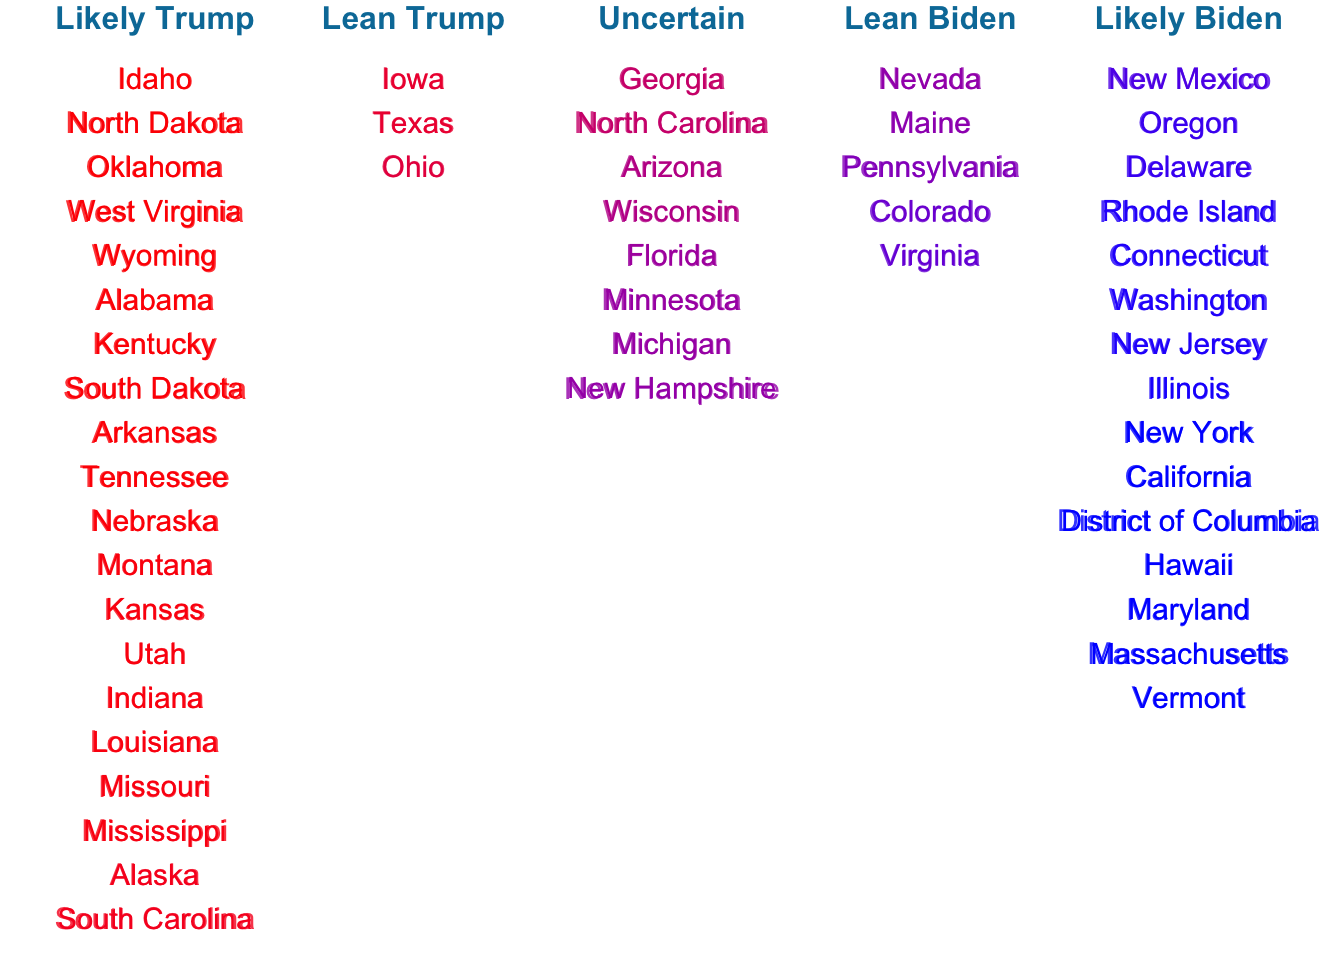 Likely Trump Lean Trump Uncertain Lean Biden Likely Biden
Idaho Iowa Georgia Nevada New Mexico
North Dakota Texas North Carolina Maine Oregon
Oklahoma Ohio Arizona Pennsylvania Delaware
West Virginia Wisconsin Colorado Rhode Island
Wyoming Florida Virginia Connecticut
Alabama Minnesota Washington
Kentucky Michigan New Jersey
South Dakota New Hampshire Illinois
Arkansas New York
Tennessee California
Nebraska District of Columbia
Montana Hawaii
Kansas Maryland
Utah Massachusetts
Indiana Vermont
Louisiana
Missouri
Mississippi
Alaska
South Carolina